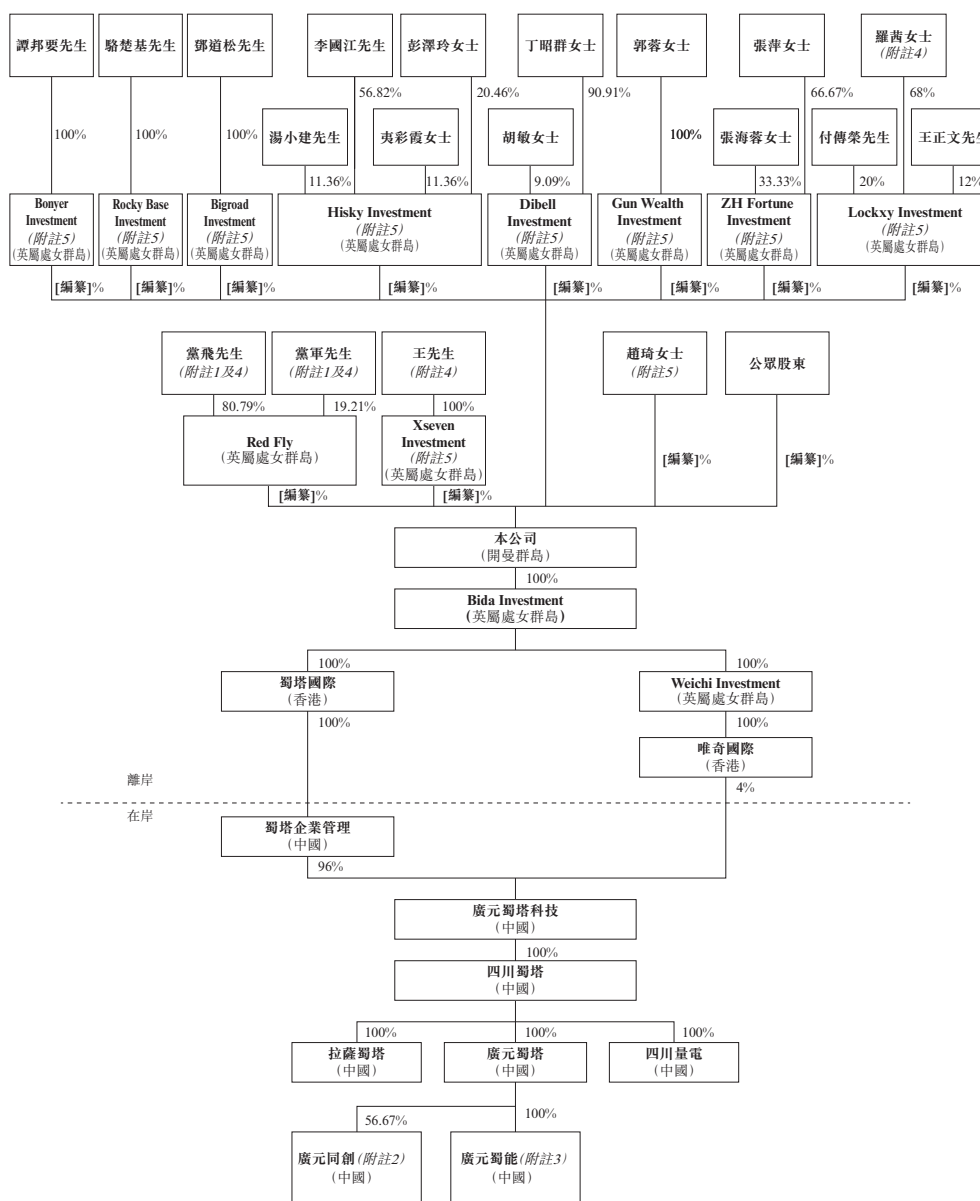 譚邦要先生
駱楚基先生
鄧道松先生
李國江先生
彭澤玲女士
丁昭群女士
郭蓉女士
張萍女士
羅茜女士
(附註4)
56.82%
20.46%
90.91%
66.67%
68%
100%
100%
100%
湯小建先生
夷彩霞女士
胡敏女士
100%
張海蓉女士
付傳榮先生
王正文先生
11.36%
11.36%
9.09%
33.33%
20%
12%
Bonyer
Investment
(附註5)
(英屬處女群島)
Rocky Base
Investment
(附註5)
(英屬處女群島)
Bigroad
Investment
(附註5)
(英屬處女群島)
Hisky Investment
(附註5)
(英屬處女群島)
Dibell
Investment
(附註5)
(英屬處女群島)
Gun Wealth
Investment
(附註5)
(英屬處女群島)
ZH Fortune
Investment
(附註5)
(英屬處女群島)
Lockxy Investment
(附註5)
(英屬處女群島)
[編纂]%
[編纂]%
[編纂]%
[編纂]%
[編纂]%
[編纂]%
[編纂]%
[編纂]%
黨飛先生
(附註1及4)
黨軍先生
(附註1及4)
王先生
(附註4)
趙琦女士
(附註5)
公眾股東
80.79%
19.21%
100%
Red Fly
(英屬處女群島)
Xseven
Investment
(附註5)
(英屬處女群島)
[編纂]%
[編纂]%
[編纂]%
[編纂]%
本公司
(開曼群島)
100%
Bida Investment
(英屬處女群島)
100%
100%
蜀塔國際
(香港)
Weichi Investment
(英屬處女群島)
100%
100%
唯奇國際
(香港)
離岸
4%
在岸
蜀塔企業管理
(中國)
96%
廣元蜀塔科技
(中國)
100%
四川蜀塔
(中國)
100%
100%
100%
拉薩蜀塔
(中國)
廣元蜀塔
(中國)
四川量電
(中國)
56.67%
100%
廣元同創(附註2)
(中國)
廣元蜀能(附註3)
(中國)